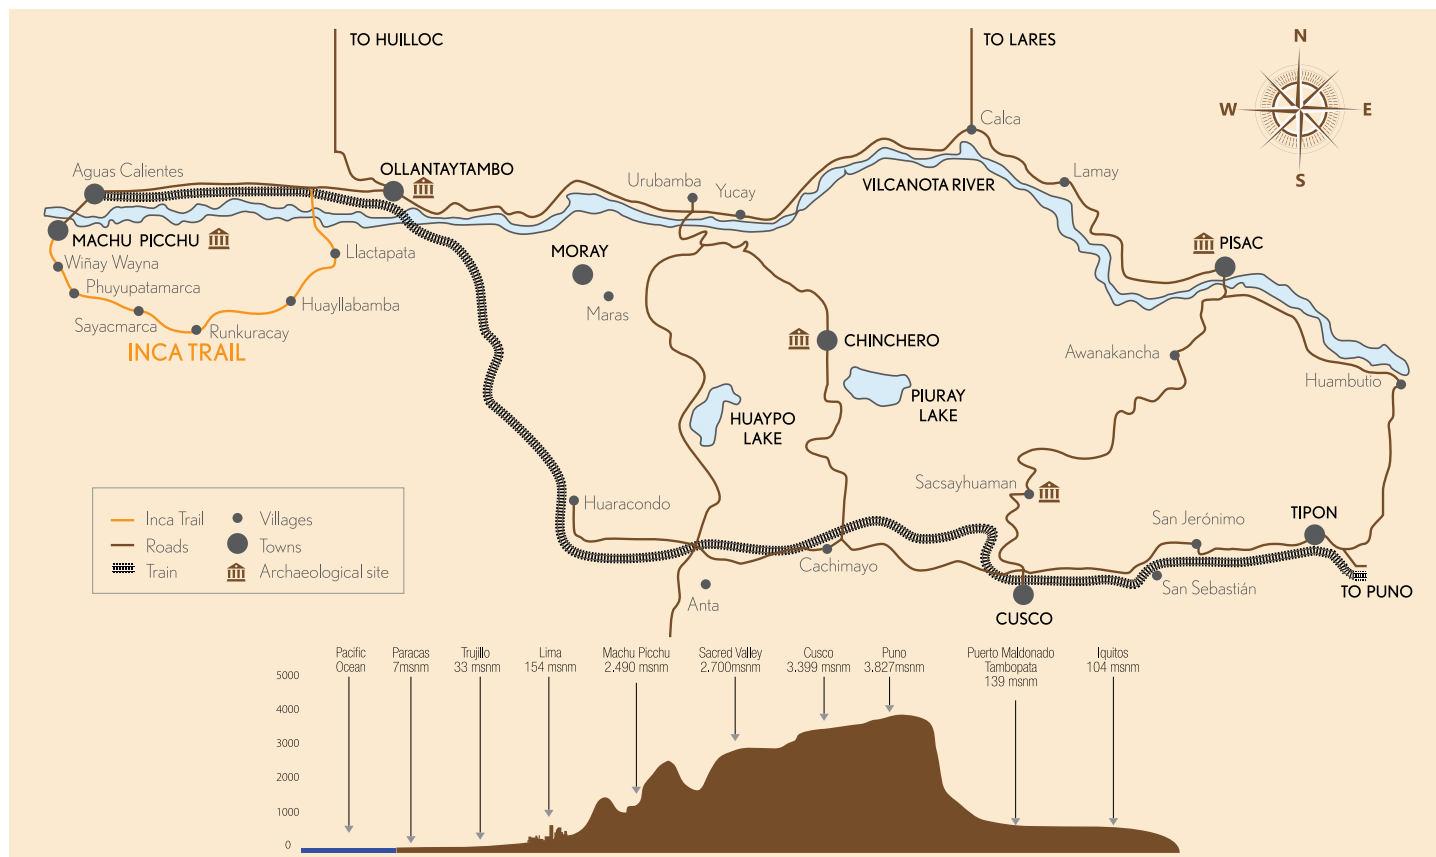 TO HUILLOC
TO LARES
N
W
E
S
Calca
Aguas Calientes
OLLANTAYTAMBO
Lamay
Urubamba
Yucay
VILCANOTA RIVER
MACHU PICCHU
PISAC
Llactapata
MORAY
Wiñay Wayna
Phuyupatamarca
Huayllabamba
Maras
Sayacmarca
Runkuracay
INCA TRAIL
CHINCHERO
Awanakancha
Huambutio
PIURAY
LAKE
HUAYPO
LAKE
Sacsayhuaman
Huaracondo
Inca Trail
Villages
Roads
Towns
Train
Archaeological site
San Jerónimo
TIPON
Cachimayo
San Sebastián
TO PUNO
Anta
CUSCO
Pacific
Ocean
Paracas
7msnm
Trujillo
33 msnm
Lima
154 msnm
Machu Picchu
2.490 msnm
Sacred Valley
2.700msnm
Cusco
3.399 msnm
Puno
3.827msnm
Puerto Maldonado
Tambopata
139 msnm
Iquitos
104 msnm
5000
4000
3000
2000
1000
0